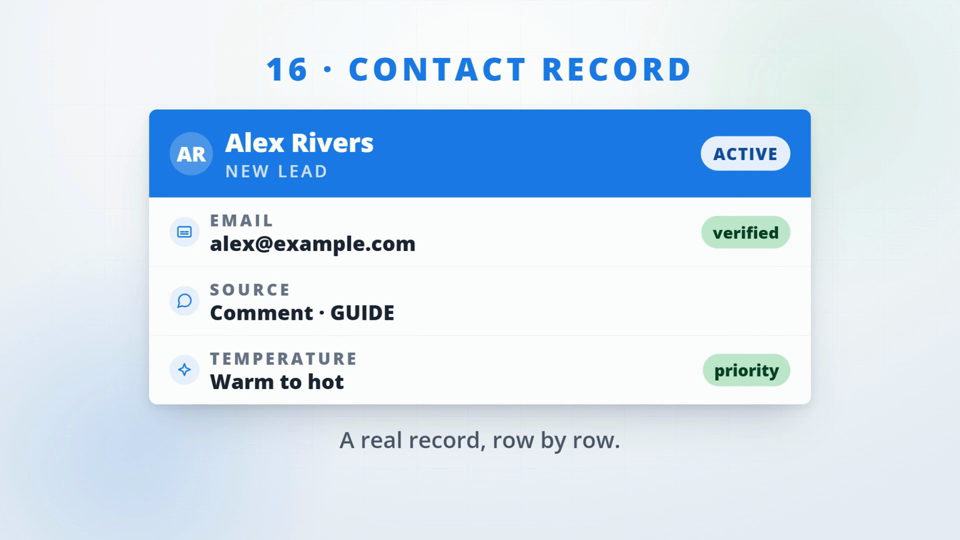 16 · CONTACT RECORD
AR
Alex Rivers
NEW LEAD
ACTIVE
EMAIL
alex@example.com
verified
SOURCE
Comment · GUIDE
TEMPERATURE
Warm to hot
priority
A real record, row by row.